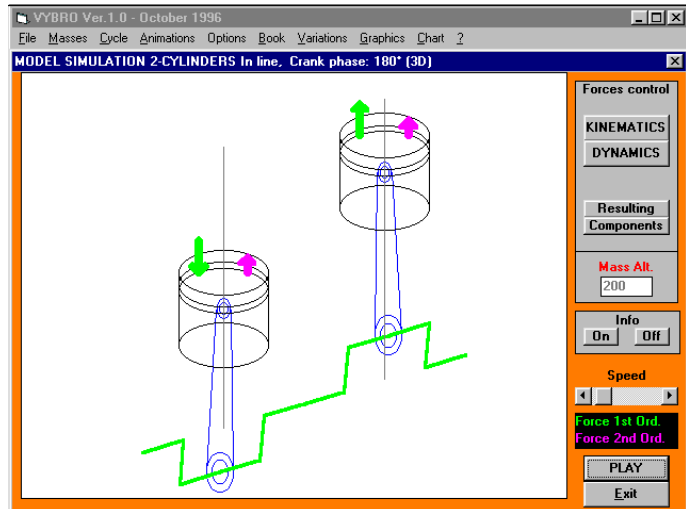 VYBRO Ver.1.0 - October 1996
File Masses Cycle Animations Options Book Variations Graphics Chart ?
MODEL SIMULATION 2-CYLINDERS In line, Crank phase: 180° (3D)
Forces control
KINEMATICS
DYNAMICS
Resulting
Components
Mass Alt.
200
Info
On Off
Speed
Force 1st Ord.
Force 2nd Ord.
PLAY
Exit